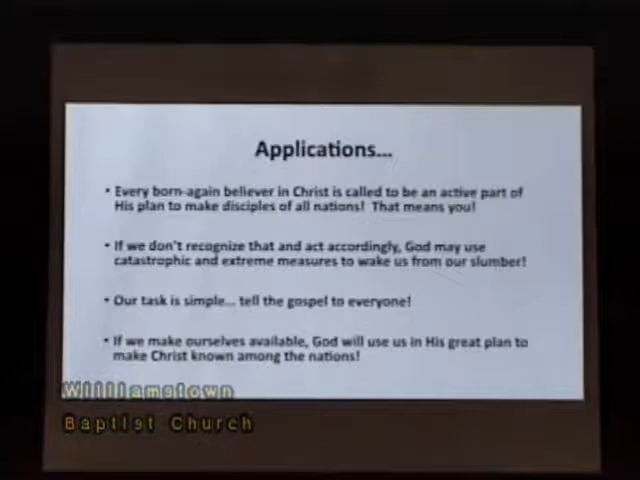 Applications...
• Every born-again believer in Christ is called to be an active part of
His plan to make disciples of all nations! That means you!
• If we don't recognize that and act accordingly, God may use
catastrophic and extreme measures to wake us from our slumber!
• Our task is simple... tell the gospel to everyone!
• If we make ourselves available, God will use us in His great plan to
make Christ known among the nations!
Williamstown
Baptist Church